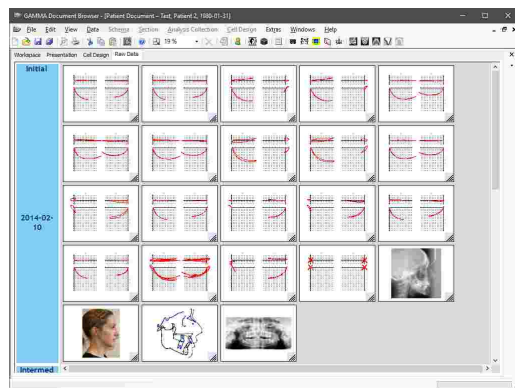 GAMMA Document Browser - [Patient Document - Test, Patient 2, 1980-01-31]
File Edit View Data Schema Section Analysis Collection Cell Design Extras Windows Help
19%
Workspace Presentation Cell Design Raw Data
Initial
2014-02-
10
Intermed